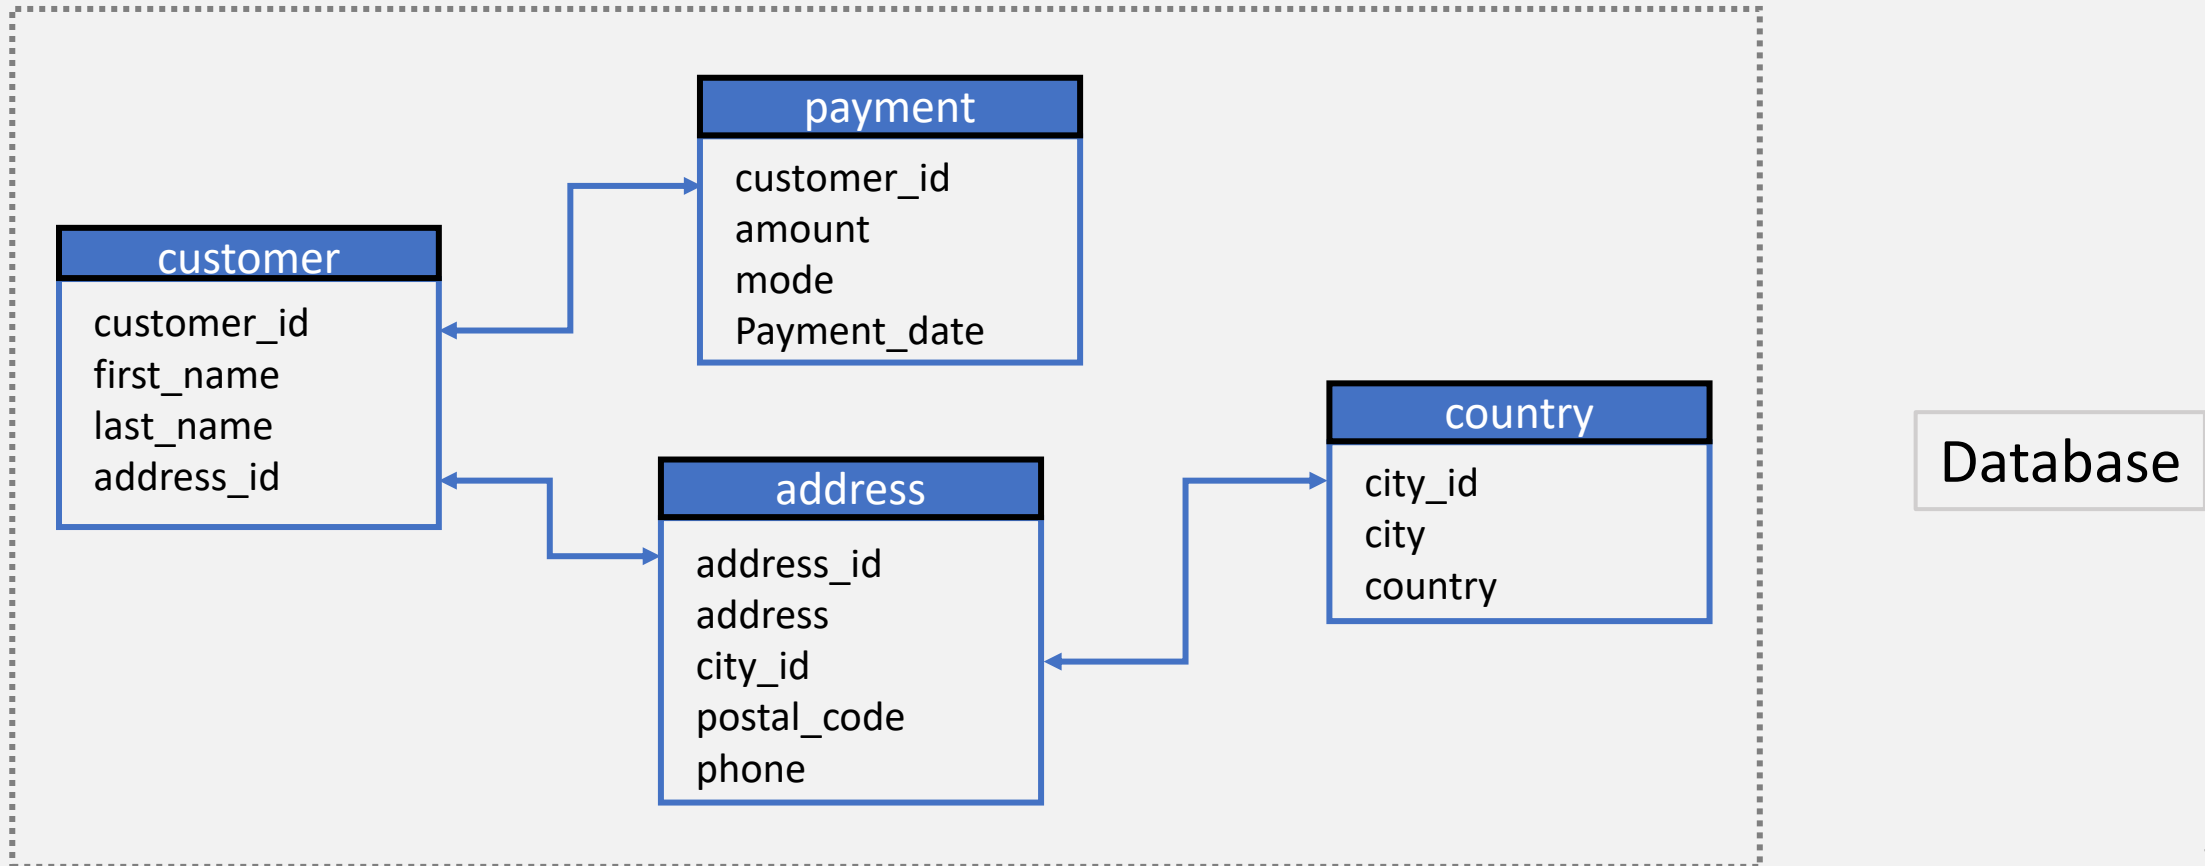 payment
customer_id
amount
mode
Payment_date
customer
customer_id
first_name
last_name
address_id
address
address_id
address
city_id
postal_code
phone
country
city_id
city
country
Database